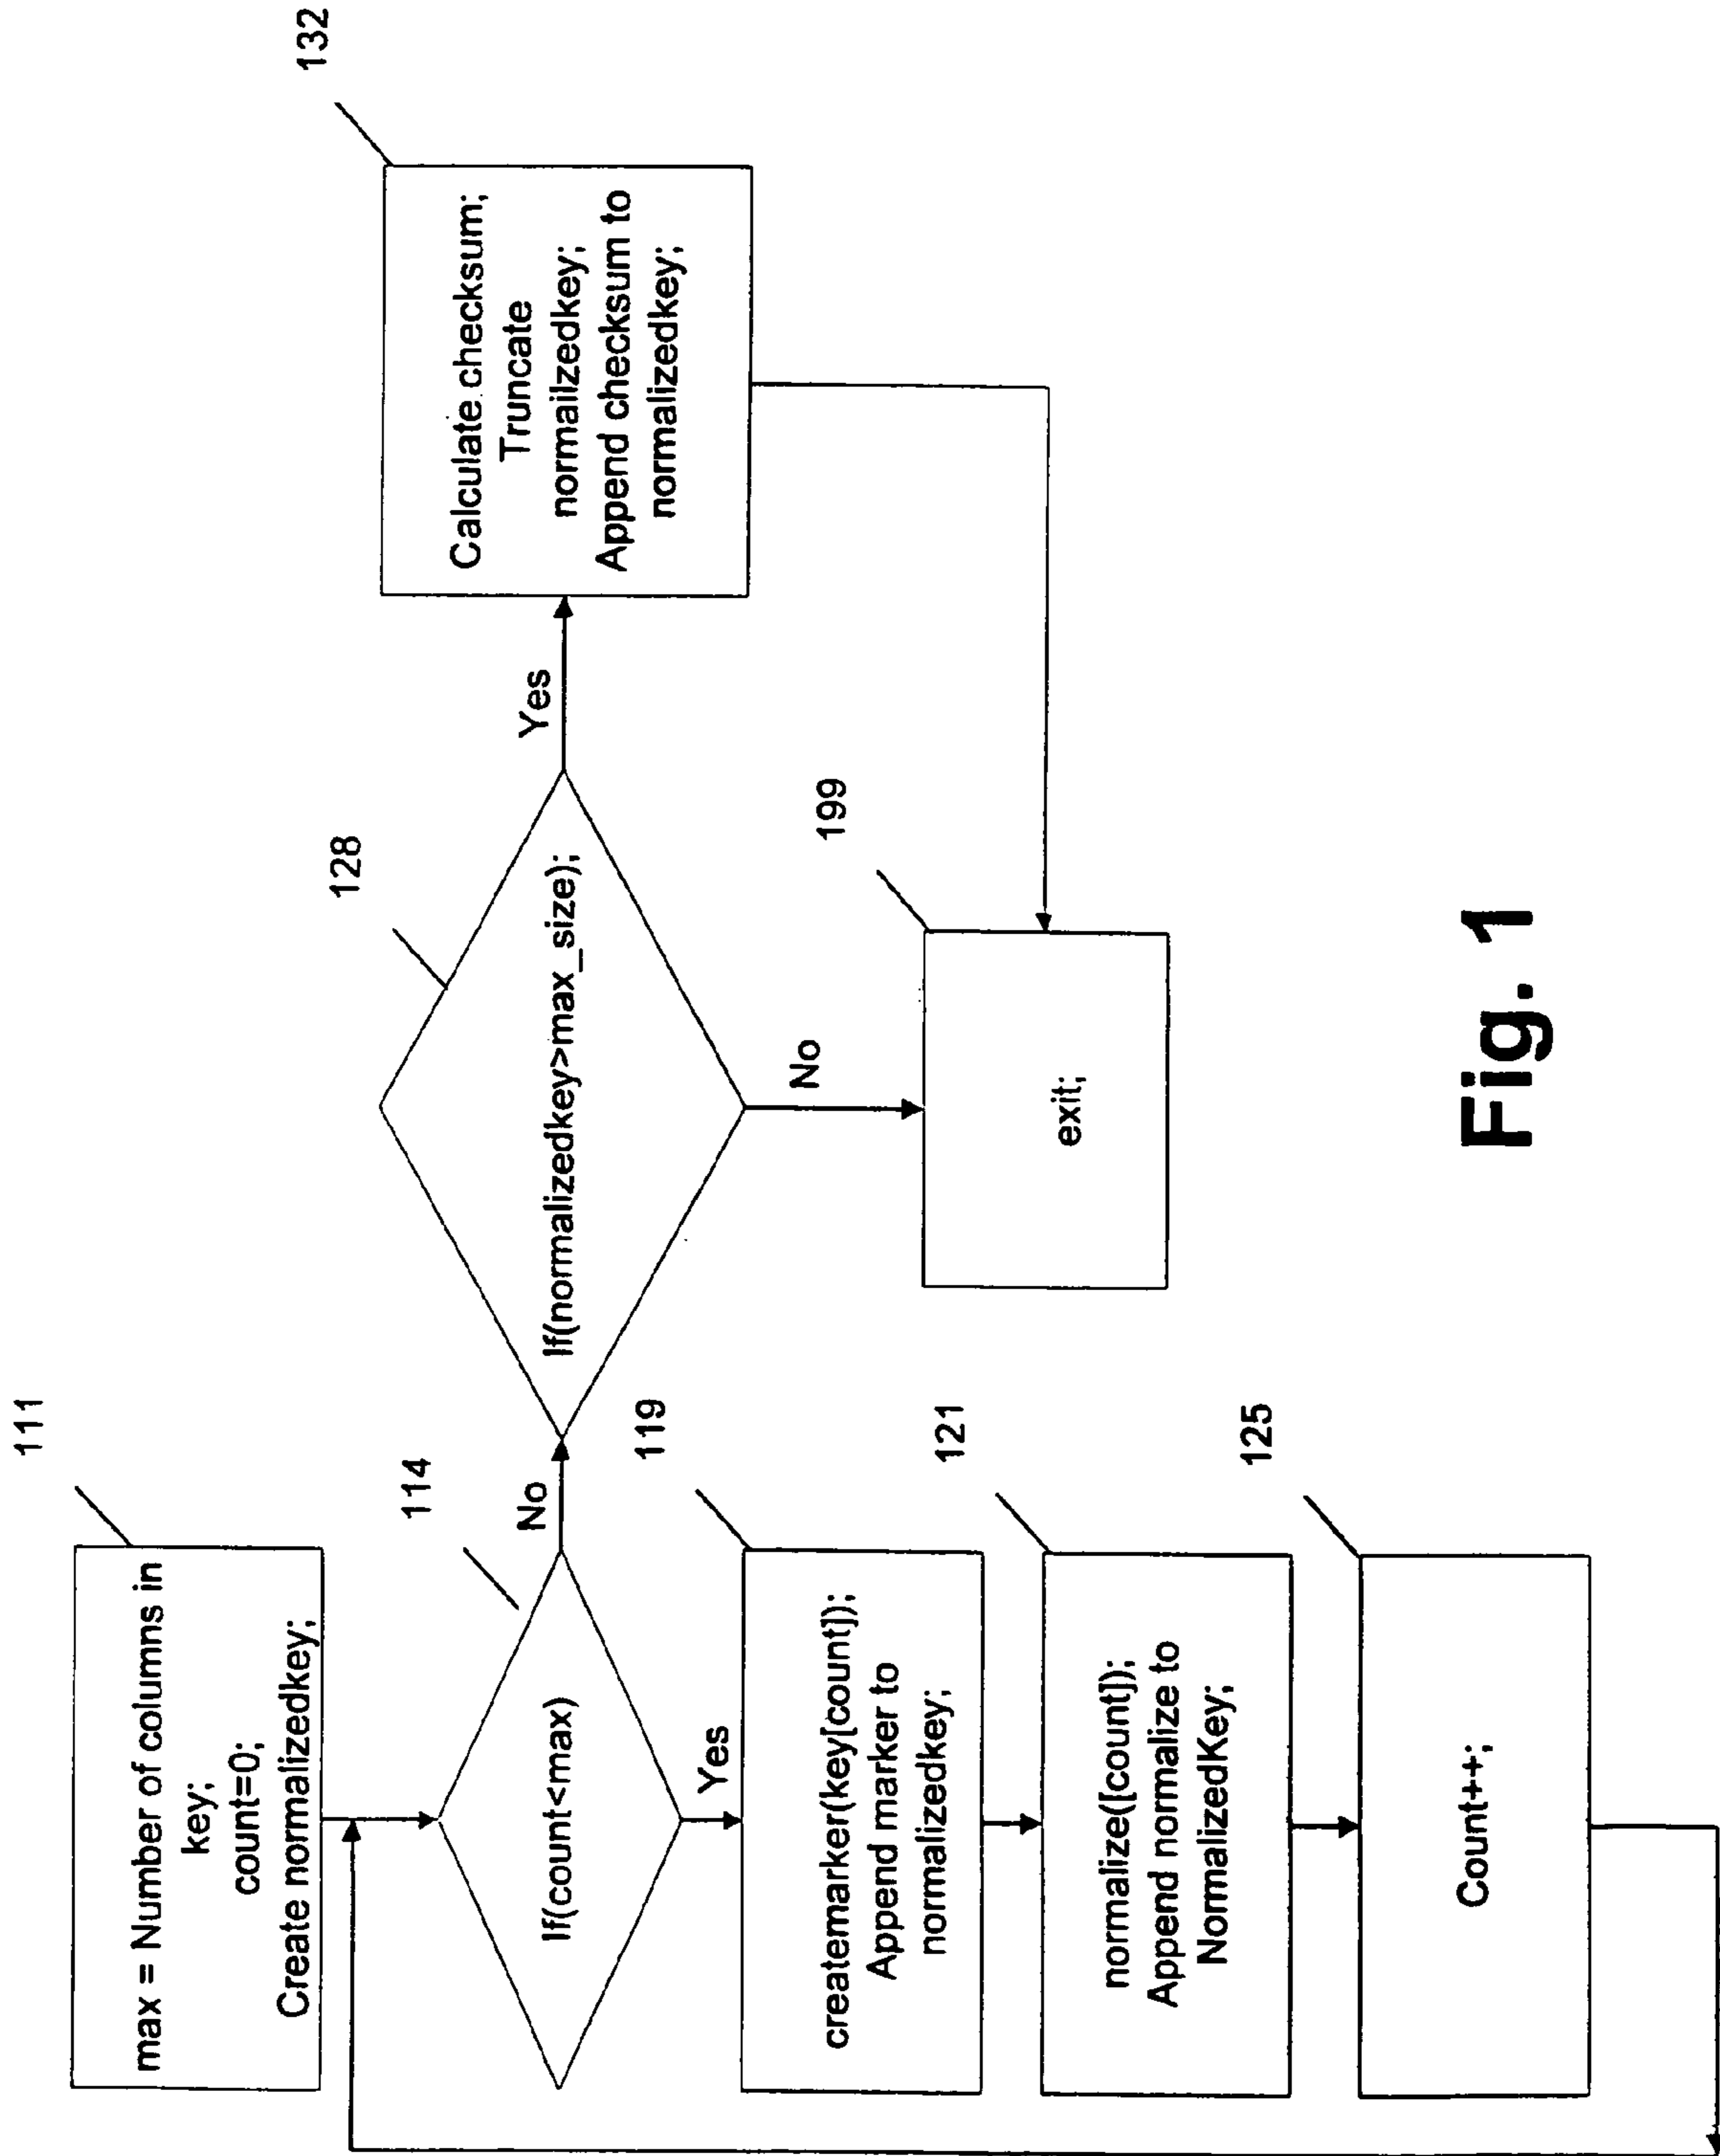 111
max = Number of columns in
key;
count=0;
Create normalizedkey;
114
If(count<max)
No
Yes
119
createmarker(key[count]);
Append marker to
normalizedkey;
121
normalize([count]);
Append normalize to
NormalizedKey;
125
Count++;
128
If(normalizedkey>max_size);
Yes
No
132
Calculate checksum;
Truncate
normailzedkey;
Append checksum to
normalizedkey;
199
exit;
Fig. 1